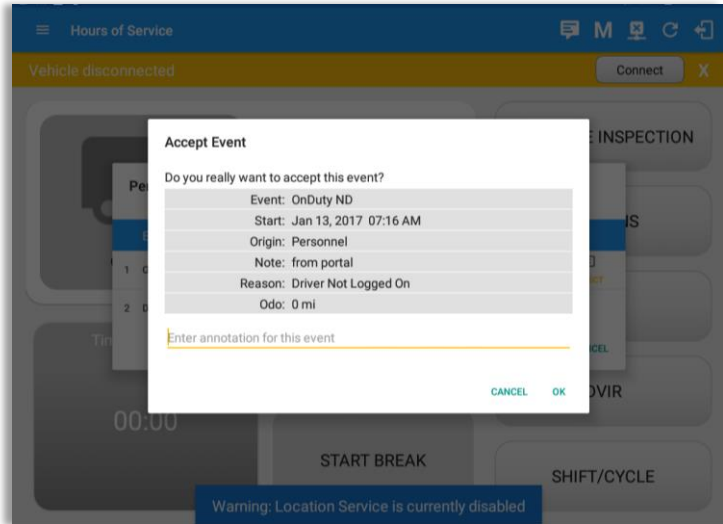 Hours of Service
M
Vehicle disconnected
Connect
X
Accept Event
Do you really want to accept this event?
Event: OnDuty ND
Start: Jan 13, 2017 07:16 AM
Origin: Personnel
Note: from portal
Reason: Driver Not Logged On
Odo: 0 mi
Enter annotation for this event
CANCEL OK
INSPECTION
1
2
00:00
START BREAK
DVIR
SHIFT/CYCLE
Warning: Location Service is currently disabled